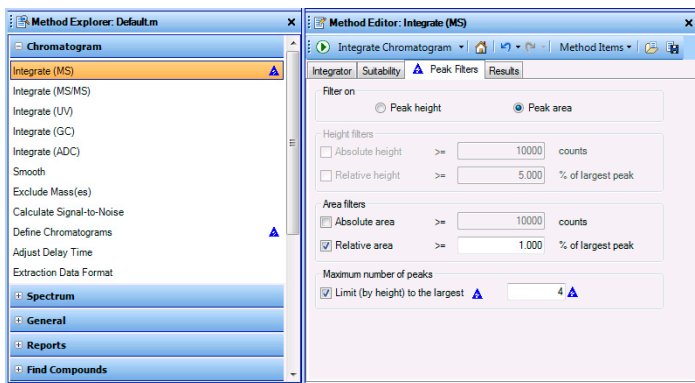 Method Explorer: Default.m
Chromatogram
Integrate (MS)
Integrate (MS/MS)
Integrate (UV)
Integrate (GC)
Integrate (ADC)
Smooth
Exclude Mass(es)
Calculate Signal-to-Noise
Define Chromatograms
Adjust Delay Time
Extraction Data Format
Spectrum
General
Reports
Find Compounds
Method Editor: Integrate (MS)
Integrate Chromatogram Method Items
Integrator Suitability Peak Filters Results
Filter on
Peak height Peak area
Height filters
Absolute height >= 10000 counts
Relative height >= 5.000 % of largest peak
Area filters
Absolute area >= 10000 counts
Relative area >= 1.000 % of largest peak
Maximum number of peaks
Limit (by height) to the largest 4